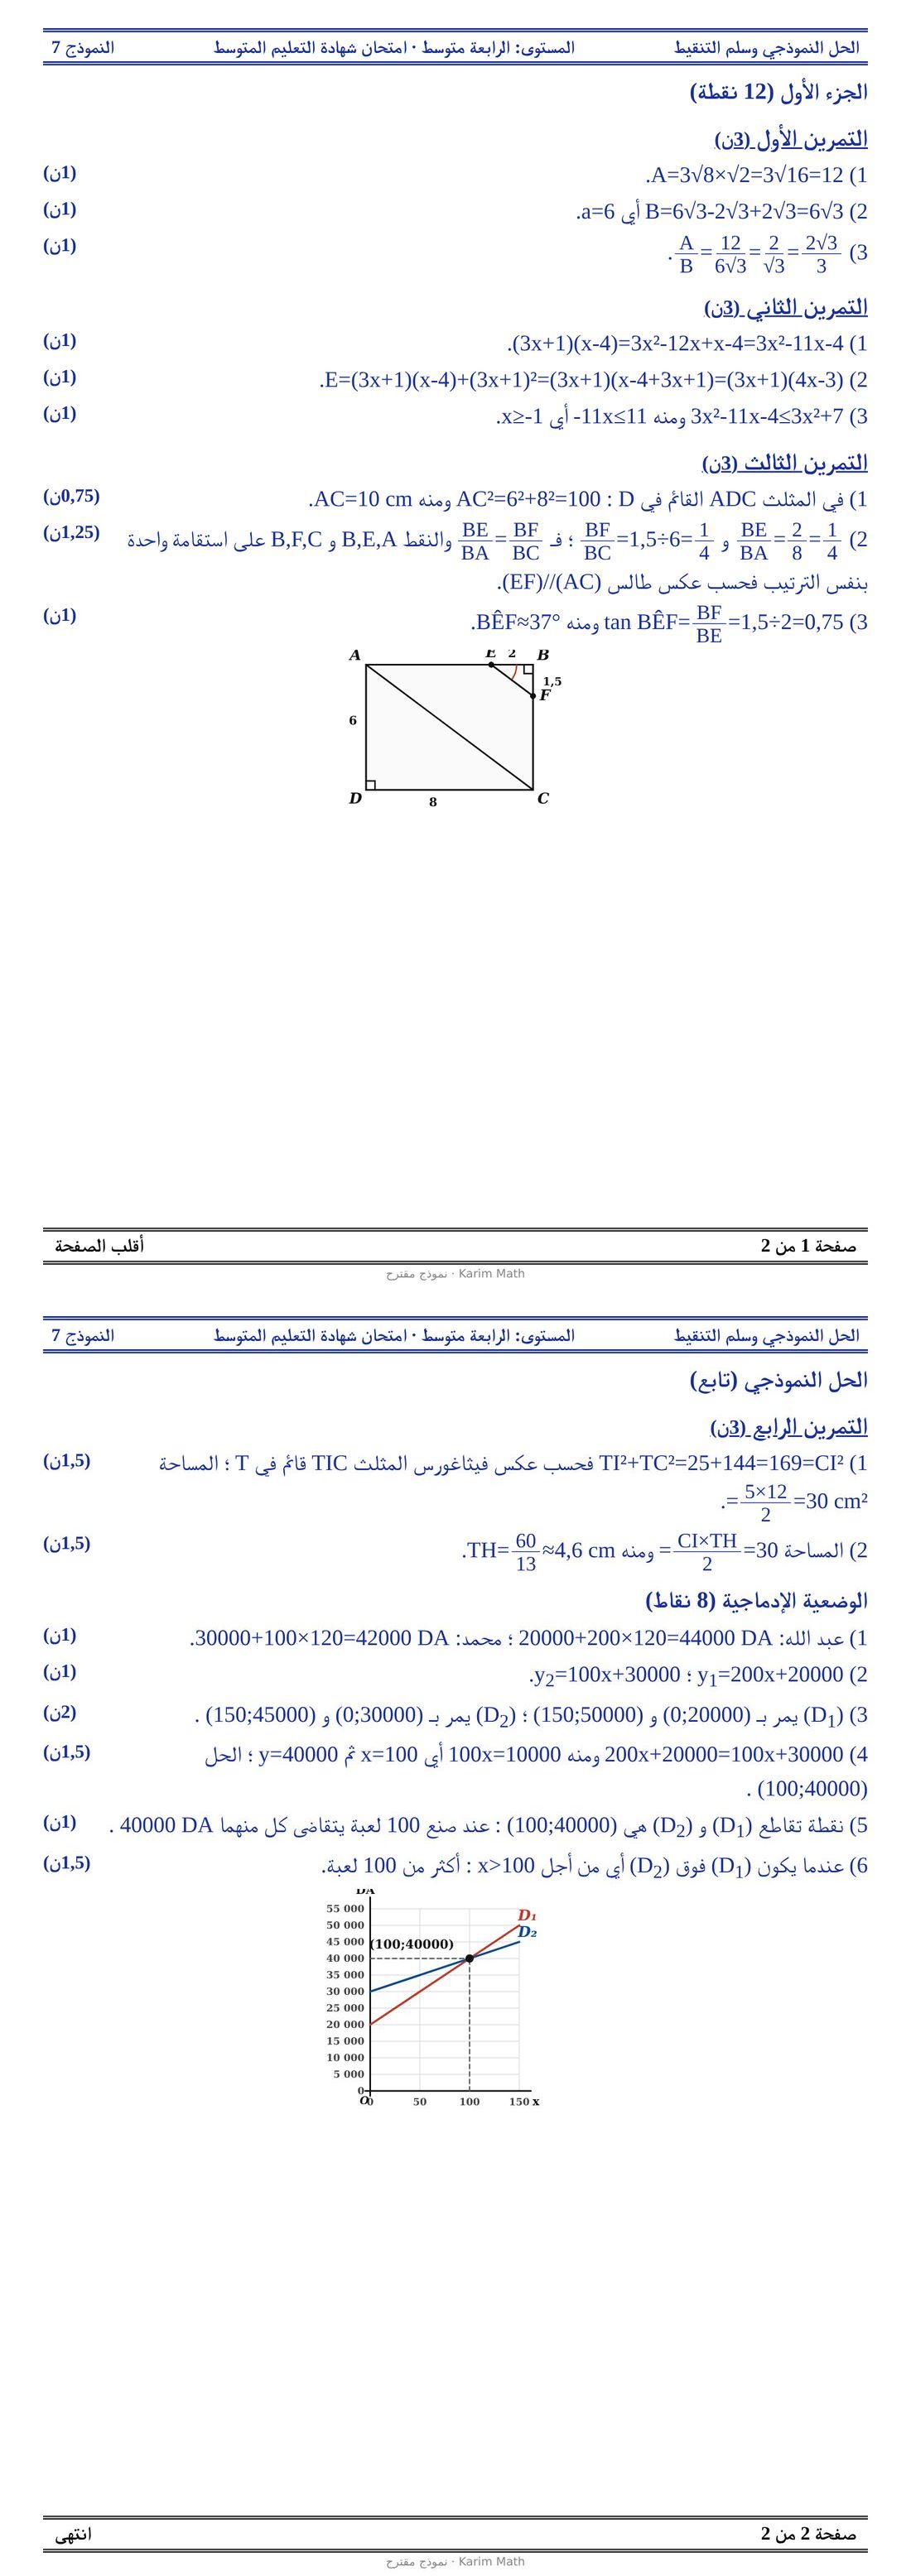 الحل النموذجي وسلم التنقيط المستوى: الرابعة متوسط · امتحان شهادة التعليم المتوسط النموذج 7
الجزء الأول (12 نقطة)
التمرين الأول (3ن)
1) A=3√8×√2=3√16=12. (1ن)
2) B=6√3-2√3+2√3=6√3 أي a=6. (1ن)
3) A/B=12/6√3=2/√3=2√3/3. (1ن)
التمرين الثاني (3ن)
1) (3x+1)(x-4)=3x²-12x+x-4=3x²-11x-4. (1ن)
2) E=(3x+1)(x-4)+(3x+1)²=(3x+1)(x-4+3x+1)=(3x+1)(4x-3). (1ن)
3) 3x²-11x-4≤3x²+7 ومنه -11x≤11 أي x≥-1. (1ن)
التمرين الثالث (3ن)
1) في المثلث ADC القائم في D : AC²=6²+8²=100 ومنه AC=10 cm. (0,75ن)
2) BE/BA=2/8=1/4 و BF/BC=1,5÷6=1/4 ؛ فـ BE/BA=BF/BC والنقط B,E,A و B,F,C على استقامة واحدة (1,25ن)
بنفس الترتيب فحسب عكس طالس (EF)//(AC).
3) tan BÊF=BF/BE=1,5÷2=0,75 ومنه BÊF≈37°. (1ن)
A E 2 B
1,5
F
6
D 8 C
صفحة 1 من 2 أقلب الصفحة
Karim Math · نموذج مقترح
الحل النموذجي وسلم التنقيط المستوى: الرابعة متوسط · امتحان شهادة التعليم المتوسط النموذج 7
الحل النموذجي (تابع)
التمرين الرابع (3ن)
1) TI²+TC²=25+144=169=CI² فحسب عكس فيثاغورس المثلث TIC قائم في T ؛ المساحة (1,5ن)
=5×12/2=30 cm².
2) المساحة =CI×TH/2=30 ومنه TH=60/13≈4,6 cm. (1,5ن)
الوضعية الإدماجية (8 نقاط)
1) عبد الله: 20000+200×120=44000 DA ؛ محمد: 30000+100×120=42000 DA. (1ن)
2) y₁=200x+20000 ؛ y₂=100x+30000. (1ن)
3) (D₁) يمر بـ (0;20000) و (150;50000) ؛ (D₂) يمر بـ (0;30000) و (150;45000) . (2ن)
4) 200x+20000=100x+30000 ومنه 100x=10000 أي x=100 ثم y=40000 ؛ الحل (1,5ن)
(100;40000) .
5) نقطة تقاطع (D₁) و (D₂) هي (100;40000) : عند صنع 100 لعبة يتقاضى كل منهما 40000 DA . (1ن)
6) عندما يكون (D₁) فوق (D₂) أي من أجل x>100 : أكثر من 100 لعبة. (1,5ن)
DA
55 000
D₁
50 000
D₂
45 000
(100;40000)
40 000
35 000
30 000
25 000
20 000
15 000
10 000
5 000
0
O 0 50 100 150 x
صفحة 2 من 2 انتهى
Karim Math · نموذج مقترح